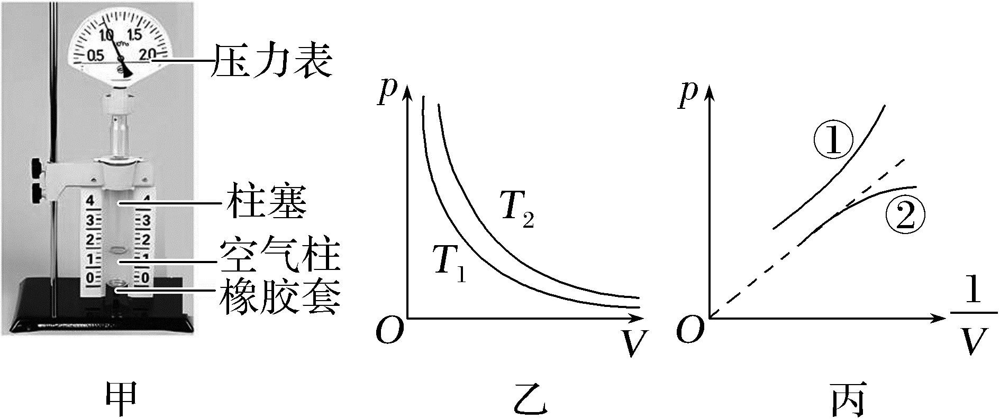 1.0 1.5
0.5 2.0
压力表
4 4
3 3
2 2
1 1
0 0
柱塞
空气柱
橡胶套
甲
p
T₂
T₁
O V
乙
p
①
②
O 1/V
丙